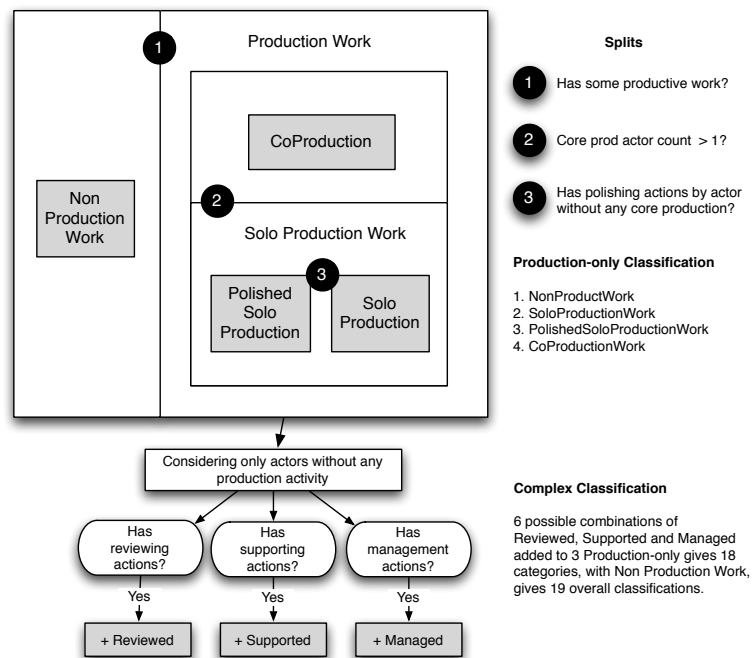 1
Production Work
CoProduction
2
Non
Production
Work
Solo Production Work
3
Polished
Solo
Production
Solo
Production
Splits
1 Has some productive work?
2 Core prod actor count > 1?
3 Has polishing actions by actor
without any core production?
Production-only Classification
1. NonProductWork
2. SoloProductionWork
3. PolishedSoloProductionWork
4. CoProductionWork
Considering only actors without any
production activity
Has
reviewing
actions?
Has
supporting
actions?
Has
management
actions?
Yes
Yes
Yes
+ Reviewed
+ Supported
+ Managed
Complex Classification
6 possible combinations of
Reviewed, Supported and Managed
added to 3 Production-only gives 18
categories, with Non Production Work,
gives 19 overall classifications.